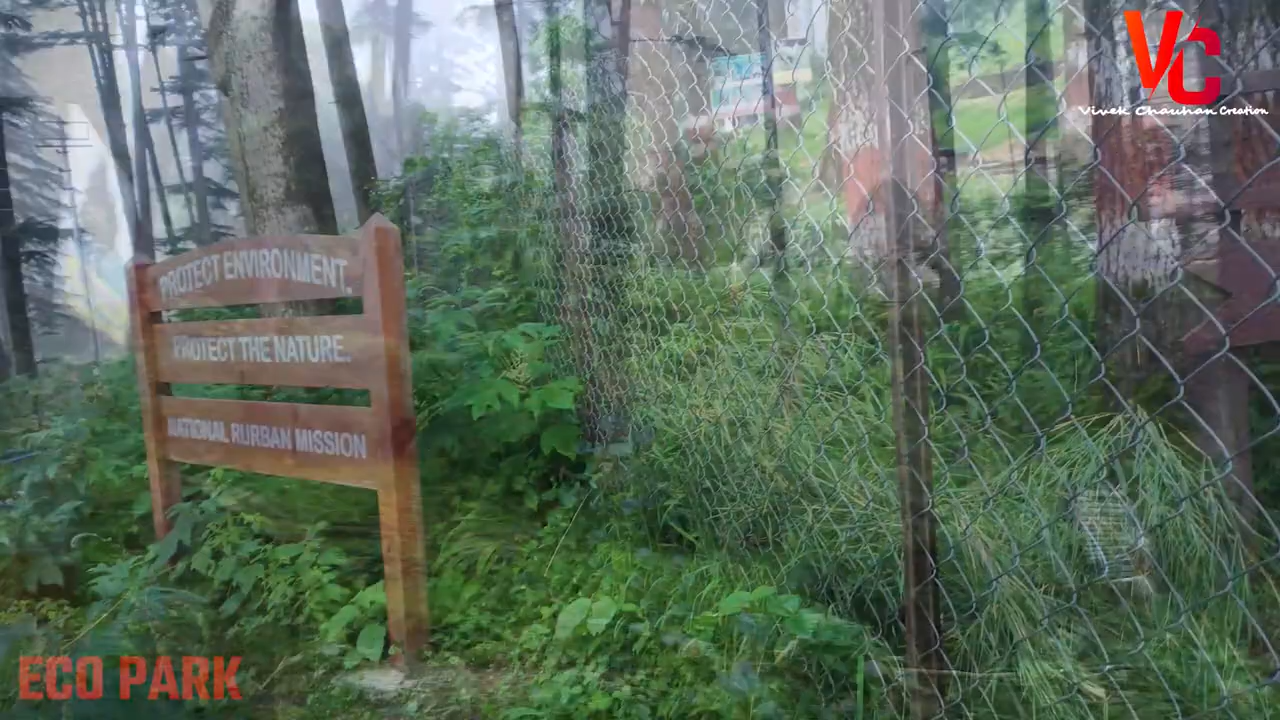 VC
Vivek Chauhan Creation
PROTECT ENVIRONMENT.
PROTECT THE NATURE.
NATIONAL RURBAN MISSION
ECO PARK